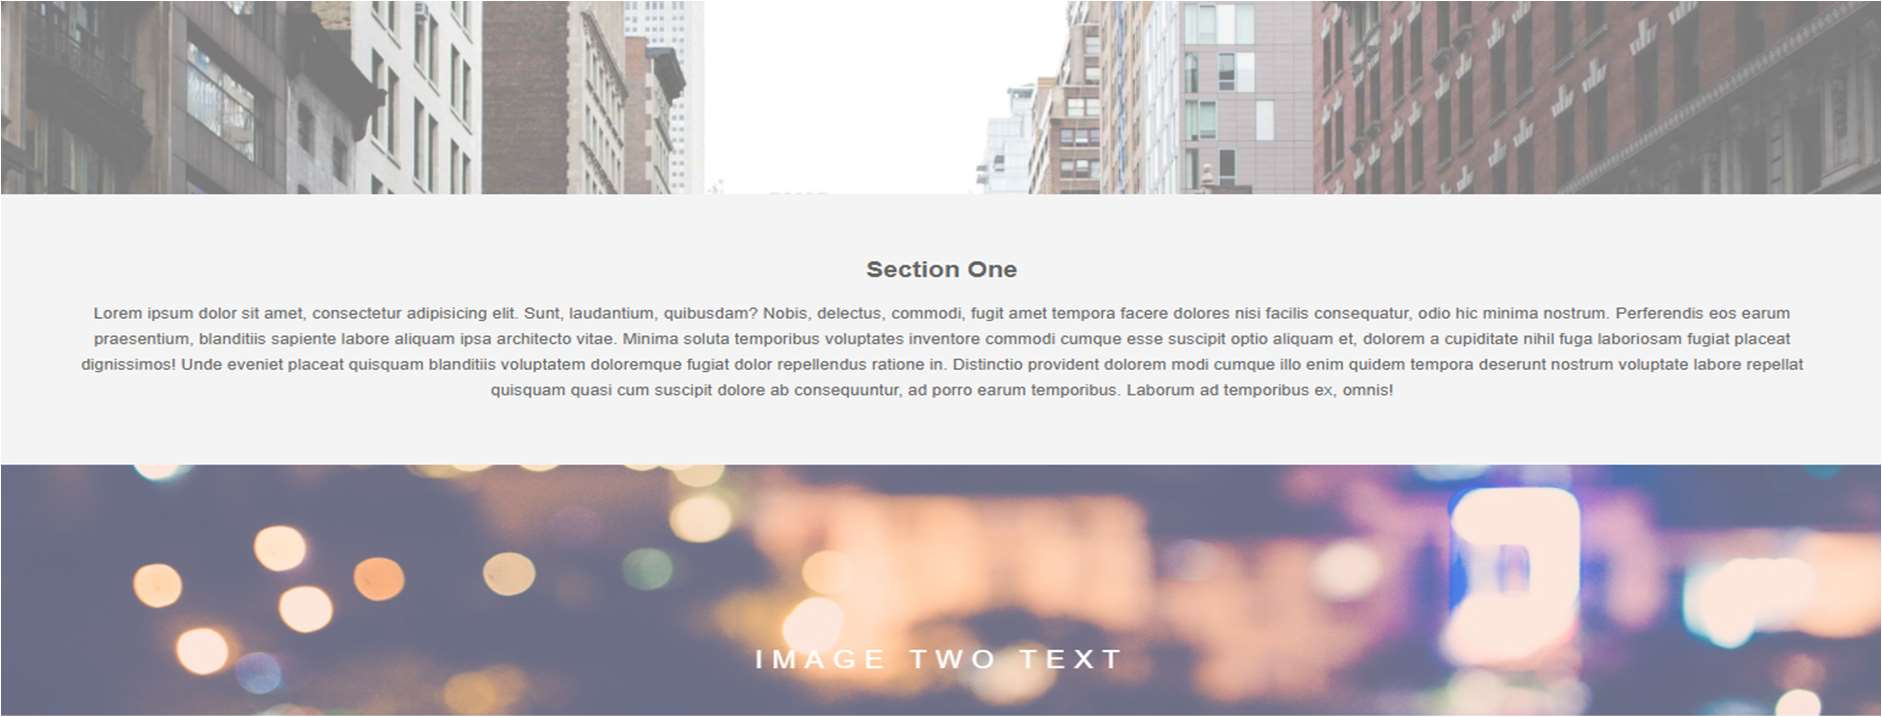 Section One
Lorem ipsum dolor sit amet, consectetur adipisicing elit. Sunt, laudantium, quibusdam? Nobis, delectus, commodi, fugit amet tempora facere dolores nisi facilis consequatur, odio hic minima nostrum. Perferendis eos earum
praesentium, blanditiis sapiente labore aliquam ipsa architecto vitae. Minima soluta temporibus voluptates inventore commodi cumque esse suscipit optio aliquam et, dolorem a cupiditate nihil fuga laboriosam fugiat placeat
dignissimos! Unde eveniet placeat quisquam blanditiis voluptatem doloremque fugiat dolor repellendus ratione in. Distinctio provident dolorem modi cumque illo enim quidem tempora deserunt nostrum voluptate labore repellat
quisquam quasi cum suscipit dolore ab consequuntur, ad porro earum temporibus. Laborum ad temporibus ex, omnis!
IMAGE TWO TEXT